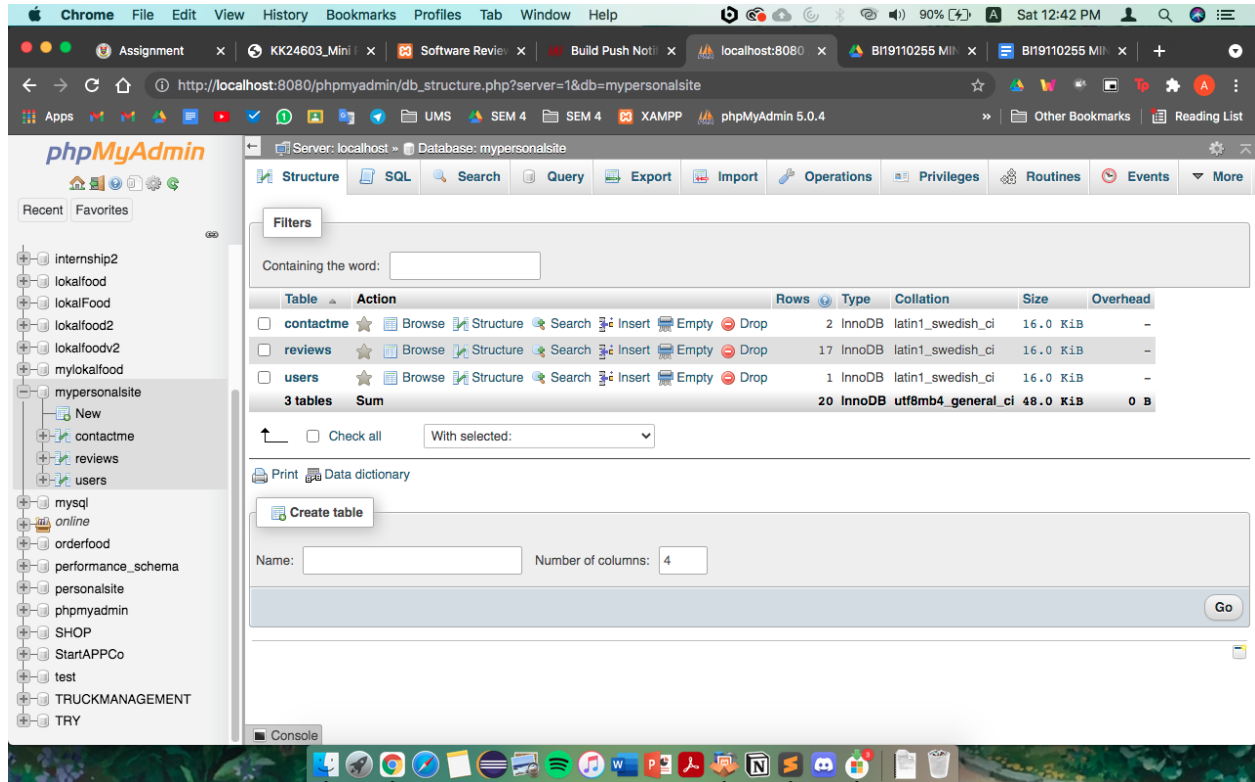 Chrome File Edit View History Bookmarks Profiles Tab Window Help 90% Sat 12:42 PM
Assignment KK24603_Mini Software Review Build Push Notif localhost:8080 BI19110255 MIN BI19110255 MIN
http://localhost:8080/phpmyadmin/db_structure.php?server=1&db=mypersonalsite
Apps UMS SEM 4 SEM 4 XAMPP phpMyAdmin 5.0.4 » Other Bookmarks Reading List
phpMyAdmin
Recent Favorites
internship2
lokalfood
lokalFood
lokalfood2
lokalfoodv2
mylokalfood
mypersonalsite
New
contactme
reviews
users
mysql
online
orderfood
performance_schema
personalsite
phpmyadmin
SHOP
StartAPPCo
test
TRUCKMANAGEMENT
TRY
Server: localhost » Database: mypersonalsite
Structure SQL Search Query Export Import Operations Privileges Routines Events More
Filters
Containing the word:
Table Action Rows Type Collation Size Overhead
contactme Browse Structure Search Insert Empty Drop 2 InnoDB latin1_swedish_ci 16.0 KiB -
reviews Browse Structure Search Insert Empty Drop 17 InnoDB latin1_swedish_ci 16.0 KiB -
users Browse Structure Search Insert Empty Drop 1 InnoDB latin1_swedish_ci 16.0 KiB -
3 tables Sum 20 InnoDB utf8mb4_general_ci 48.0 KiB 0 B
Check all With selected:
Print Data dictionary
Create table
Name: Number of columns: 4
Go
Console